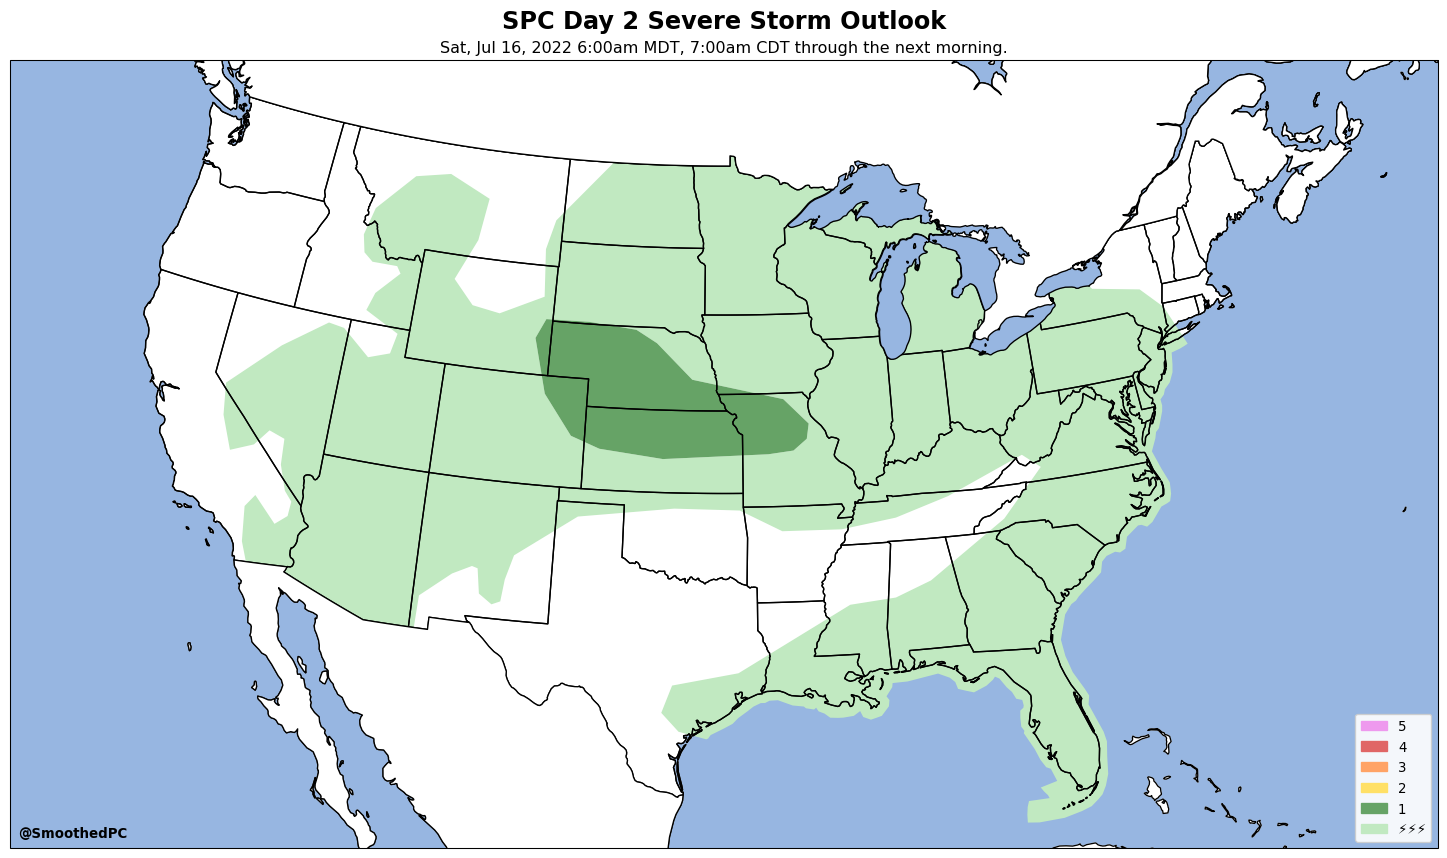 SPC Day 2 Severe Storm Outlook
Sat, Jul 16, 2022 6:00am MDT, 7:00am CDT through the next morning.
5
4
3
2
1
⚡⚡⚡
@SmoothedPC